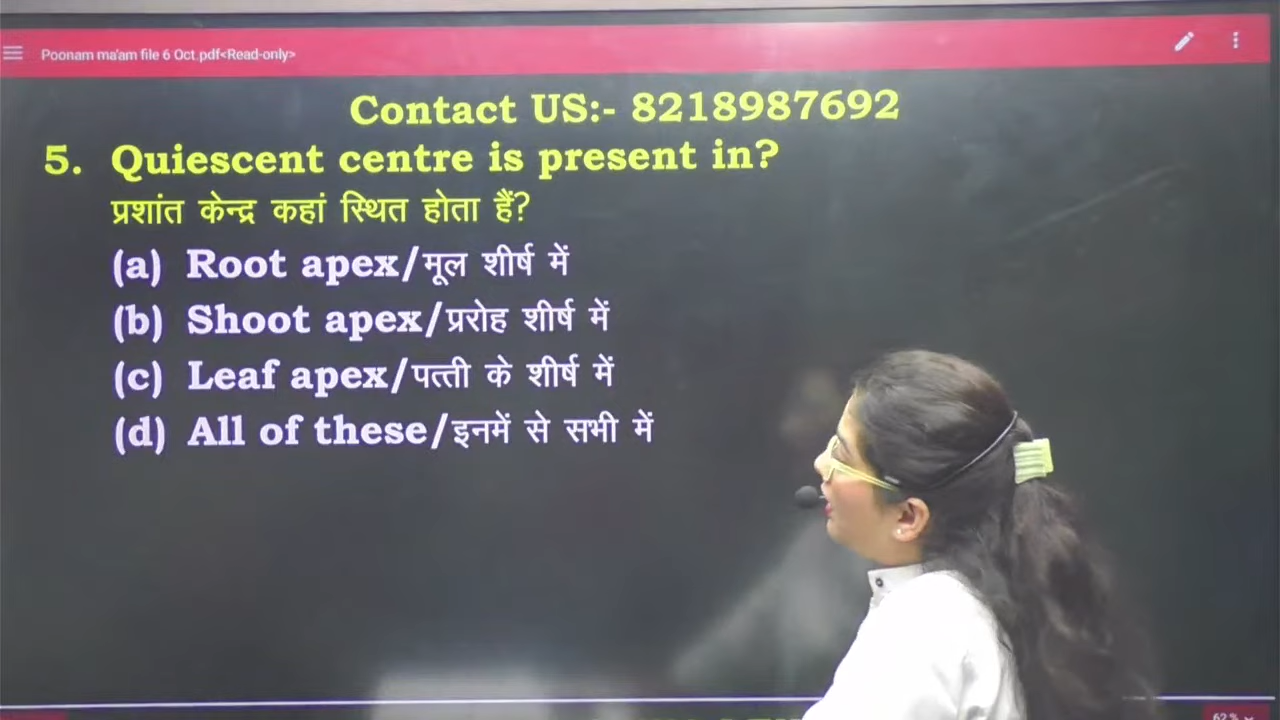 Poonam ma'am file 6 Oct.pdf<Read-only>
Contact US:- 8218987692
5. Quiescent centre is present in?
प्रशांत केन्द्र कहां स्थित होता हैं?
(a) Root apex/मूल शीर्ष में
(b) Shoot apex/प्ररोह शीर्ष में
(c) Leaf apex/पत्ती के शीर्ष में
(d) All of these/इनमें से सभी में
62%